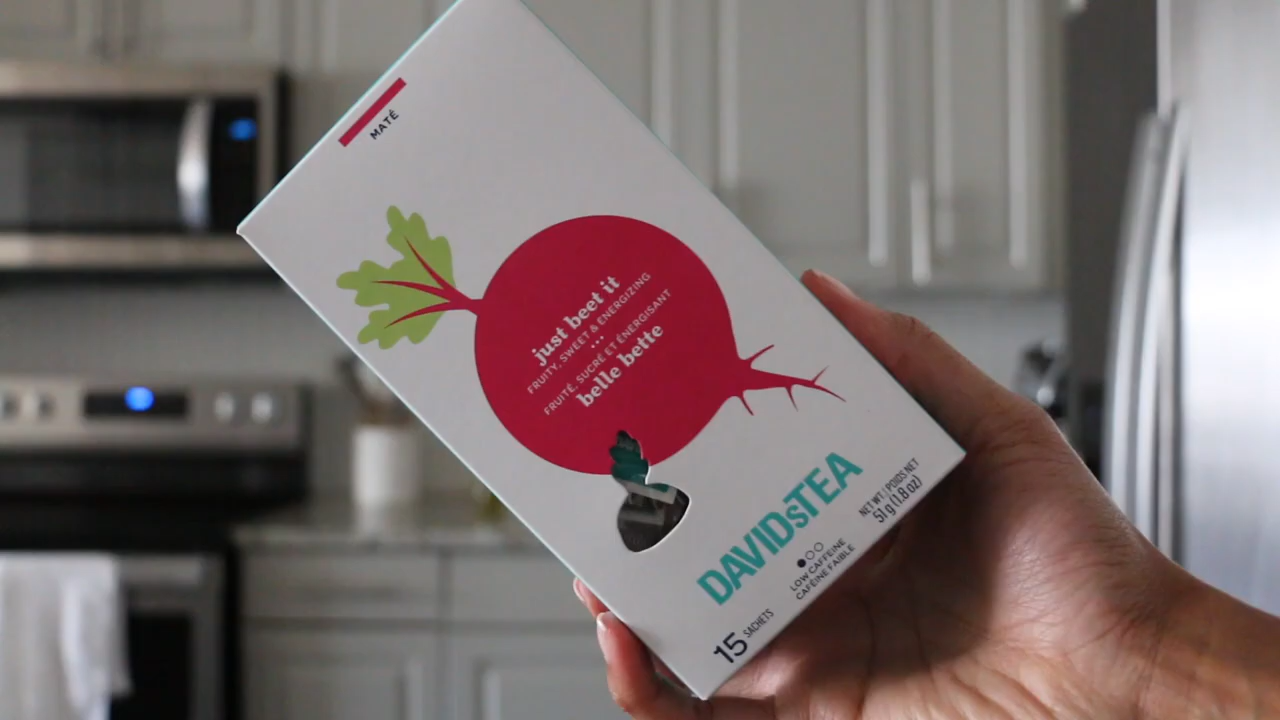 MATÉ
just beet it
FRUITY, SWEET & ENERGIZING
•••
FRUITÉ, SUCRÉ ET ÉNERGISANT
belle bette
DAVIDsTEA
NET WT / POIDS NET
51 g (1.8 oz)
LOW CAFFEINE
CAFÉINE FAIBLE
15 SACHETS